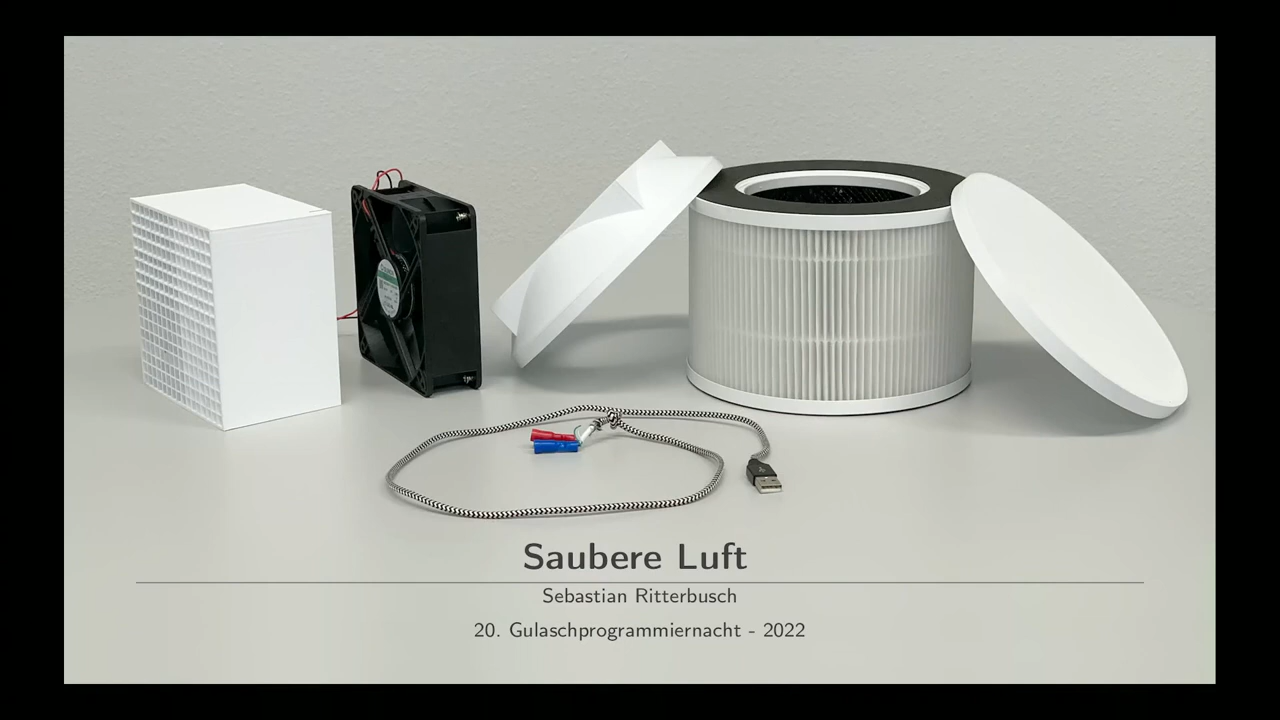 Saubere Luft
Sebastian Ritterbusch
20. Gulaschprogrammiernacht - 2022